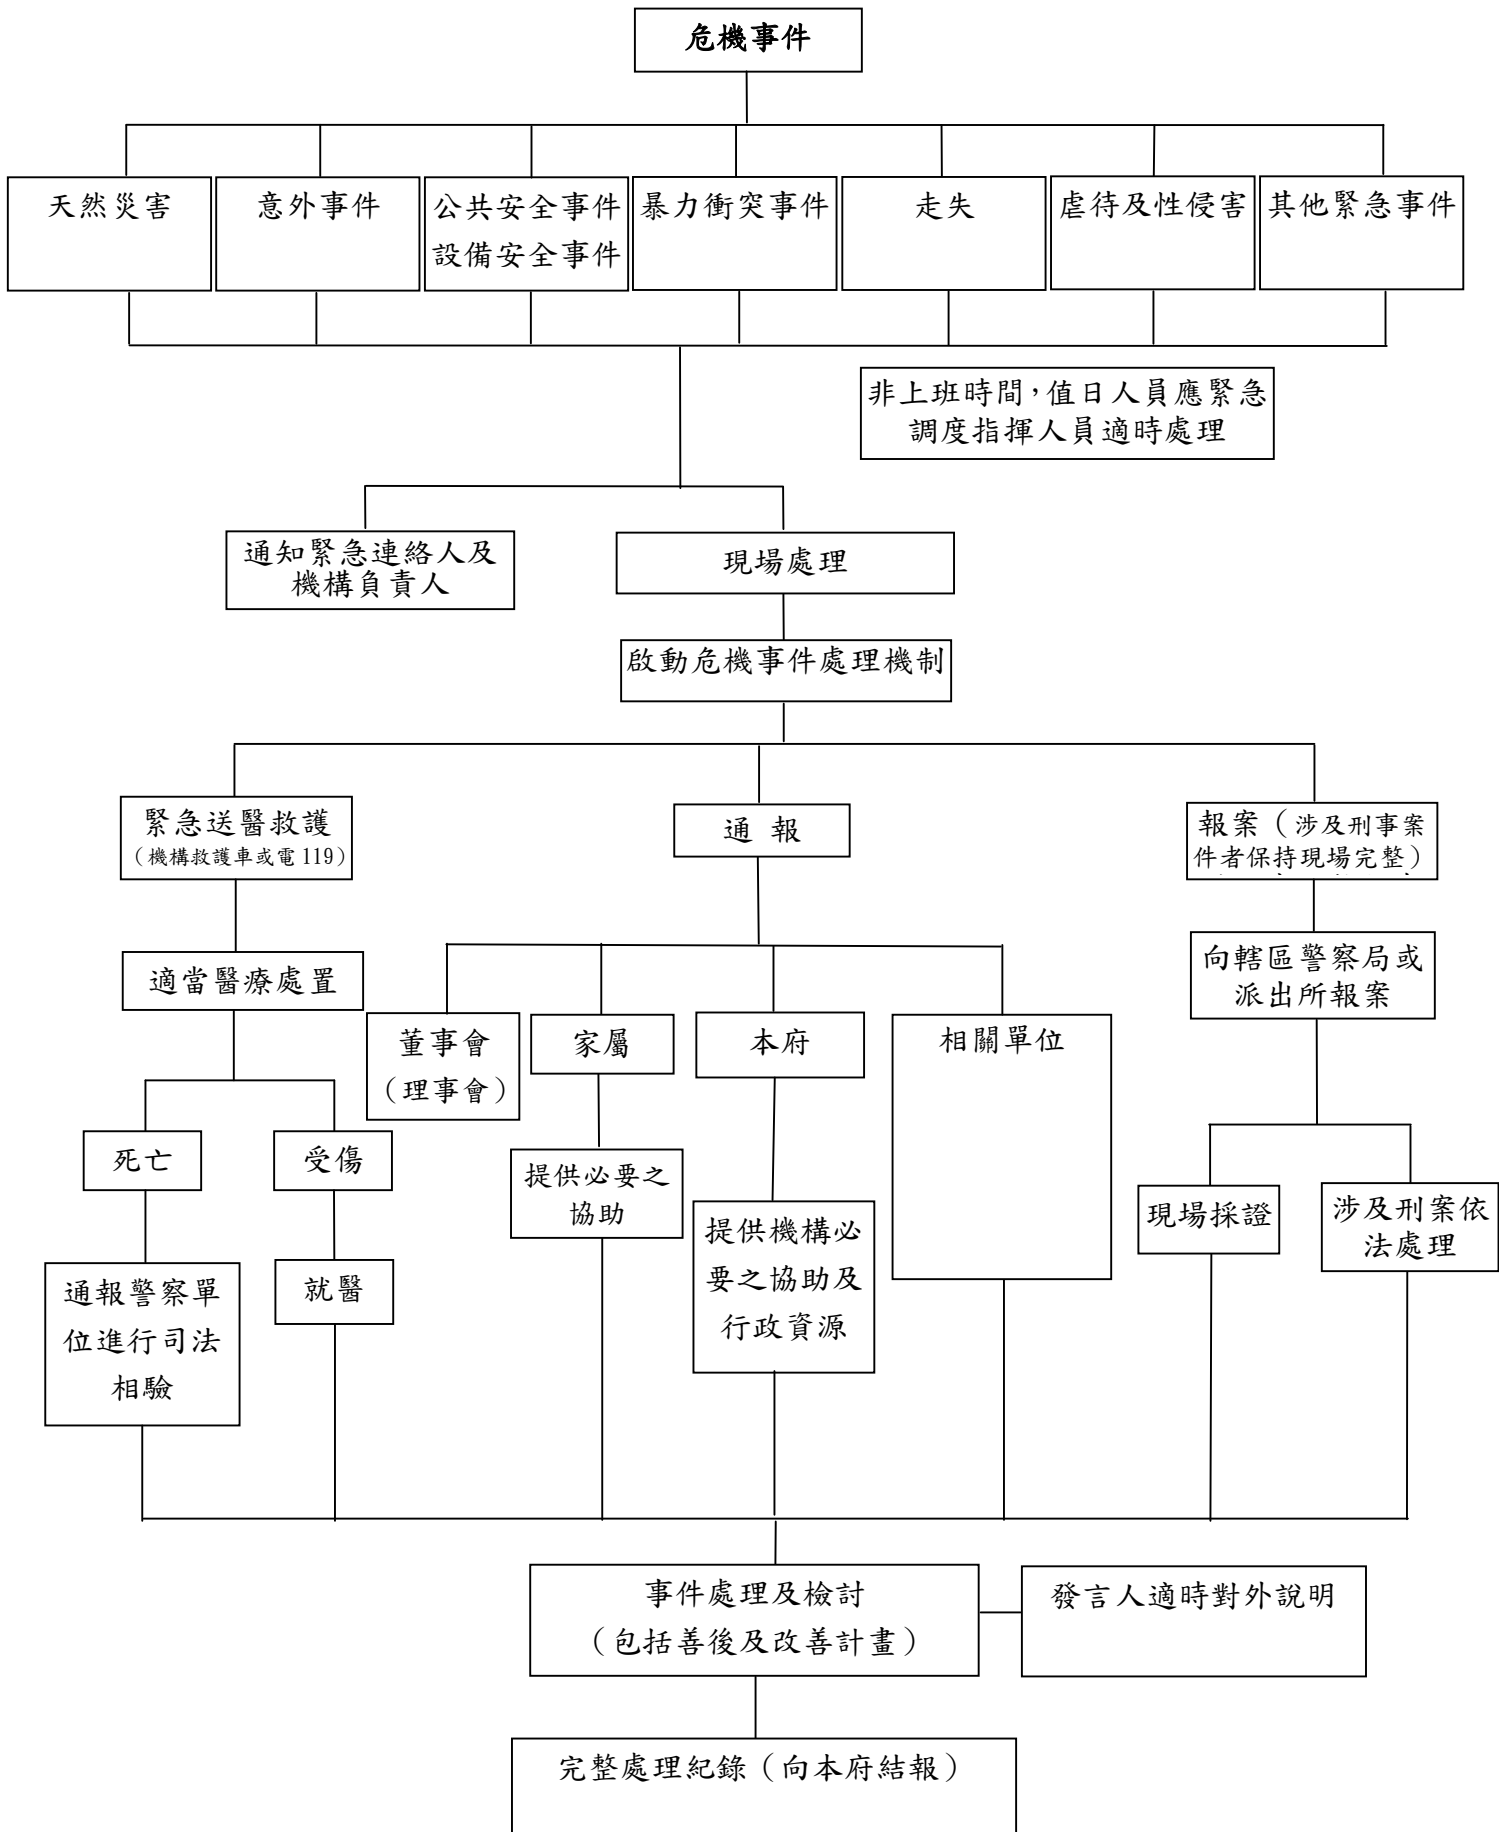 危機事件
天然災害
意外事件
公共安全事件
設備安全事件
暴力衝突事件
走失
虐待及性侵害
其他緊急事件
非上班時間，值日人員應緊急
調度指揮人員適時處理
通知緊急連絡人及
機構負責人
現場處理
啟動危機事件處理機制
緊急送醫救護
（機構救護車或電 119）
通 報
報案（涉及刑事案
件者保持現場完整）
適當醫療處置
向轄區警察局或
派出所報案
董事會
（理事會）
家屬
本府
相關單位
死亡
受傷
提供必要之
協助
提供機構必
要之協助及
行政資源
現場採證
涉及刑案依
法處理
通報警察單
位進行司法
相驗
就醫
事件處理及檢討
（包括善後及改善計畫）
發言人適時對外說明
完整處理紀錄（向本府結報）